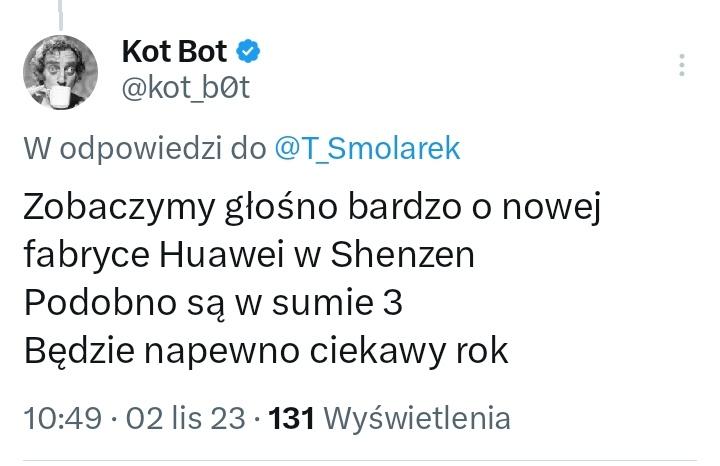 Kot Bot
@kot_b0t
W odpowiedzi do @T_Smolarek
Zobaczymy głośno bardzo o nowej
fabryce Huawei w Shenzen
Podobno są w sumie 3
Będzie napewno ciekawy rok
10:49 · 02 lis 23 · 131 Wyświetlenia